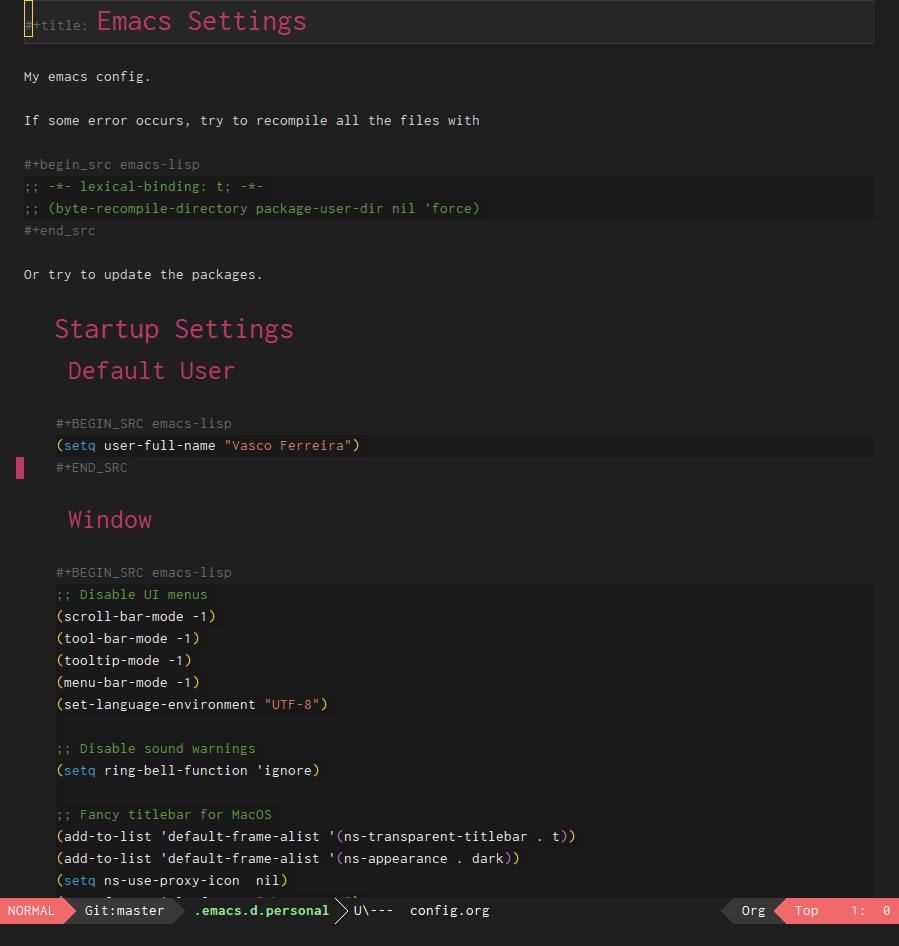 #+title: Emacs Settings
My emacs config.
If some error occurs, try to recompile all the files with
#+begin_src emacs-lisp
;; -*- lexical-binding: t; -*-
;; (byte-recompile-directory package-user-dir nil 'force)
#+end_src
Or try to update the packages.
Startup Settings
Default User
#+BEGIN_SRC emacs-lisp
(setq user-full-name "Vasco Ferreira")
#+END_SRC
Window
#+BEGIN_SRC emacs-lisp
;; Disable UI menus
(scroll-bar-mode -1)
(tool-bar-mode -1)
(tooltip-mode -1)
(menu-bar-mode -1)
(set-language-environment "UTF-8")
;; Disable sound warnings
(setq ring-bell-function 'ignore)
;; Fancy titlebar for MacOS
(add-to-list 'default-frame-alist '(ns-transparent-titlebar . t))
(add-to-list 'default-frame-alist '(ns-appearance . dark))
(setq ns-use-proxy-icon  nil)
NORMAL Git:master .emacs.d.personal U\--- config.org Org Top 1: 0